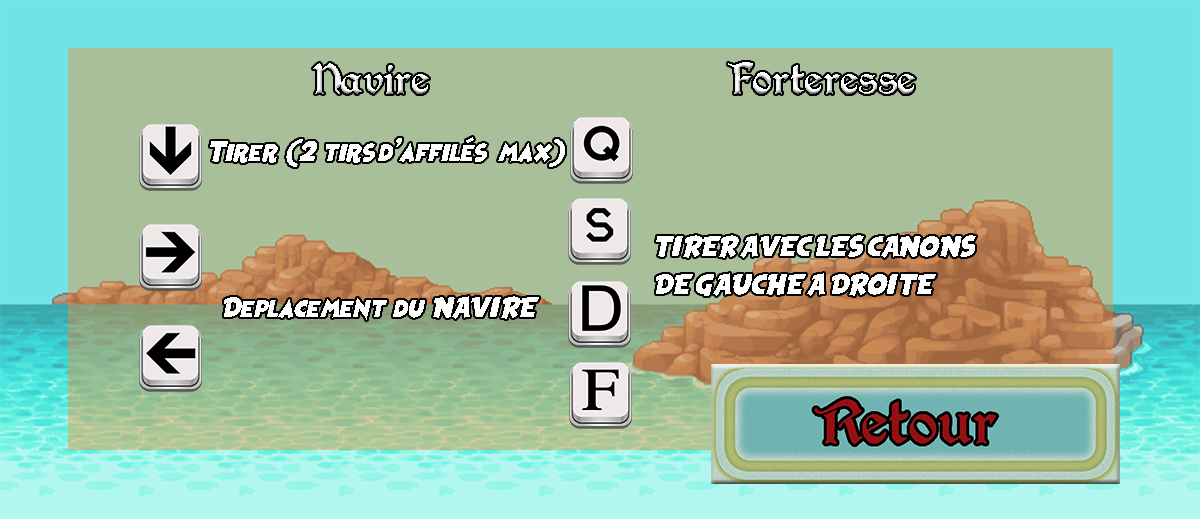 Navire
Forteresse
↓ Tirer (2 tirs d'affilés max)
→
←
Deplacement du NAVIRE
Q
S
D
F
TIRER AVEC LES CANONS
DE GAUCHE A DROITE
Retour